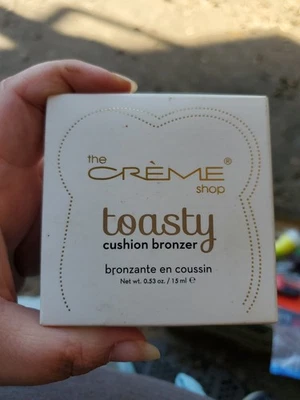 the
CRÈME®
shop
toasty
cushion bronzer
bronzante en coussin
Net wt. 0.53 oz. / 15 ml ℮